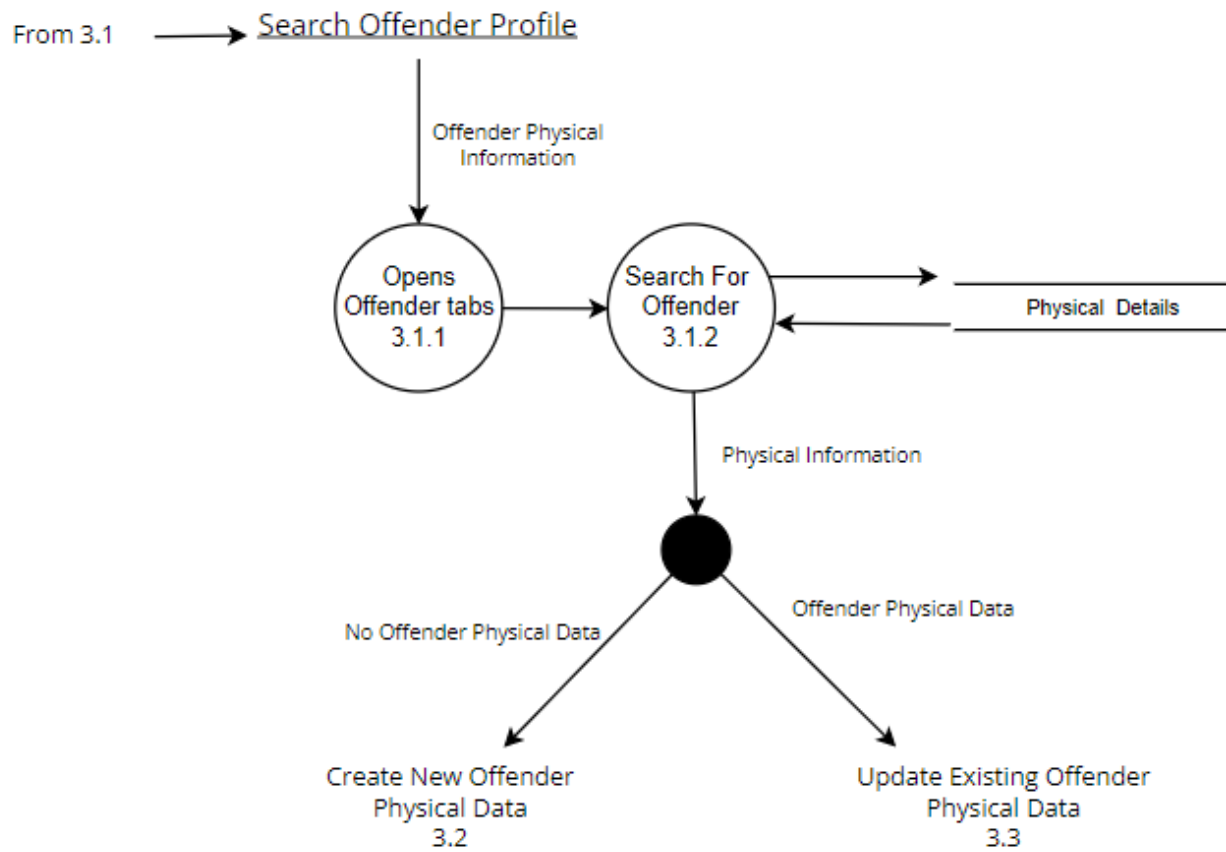 From 3.1
Search Offender Profile
Offender Physical
Information
Opens
Offender tabs
3.1.1
Search For
Offender
3.1.2
Physical Details
Physical Information
No Offender Physical Data
Offender Physical Data
Create New Offender
Physical Data
3.2
Update Existing Offender
Physical Data
3.3